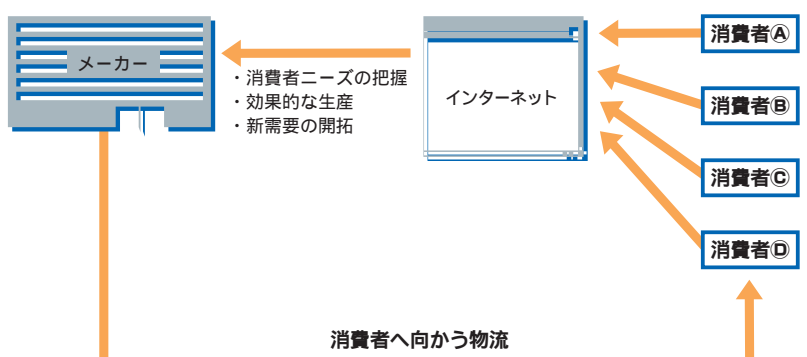 メーカー
・消費者ニーズの把握
・効果的な生産
・新需要の開拓
インターネット
消費者Ⓐ
消費者Ⓑ
消費者Ⓒ
消費者Ⓓ
消費者へ向かう物流